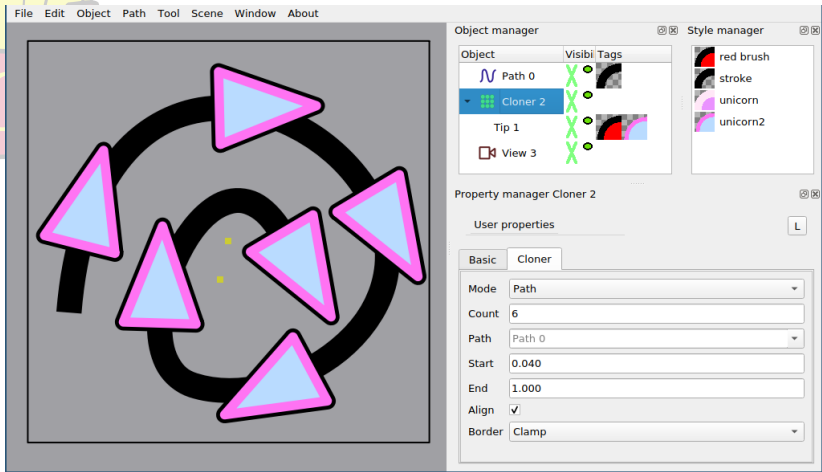 File Edit Object Path Tool Scene Window About
Object manager
Object Visibi Tags
Path 0
Cloner 2
Tip 1
View 3
Style manager
red brush
stroke
unicorn
unicorn2
Property manager Cloner 2
User properties L
Basic Cloner
Mode Path
Count 6
Path Path 0
Start 0.040
End 1.000
Align
Border Clamp